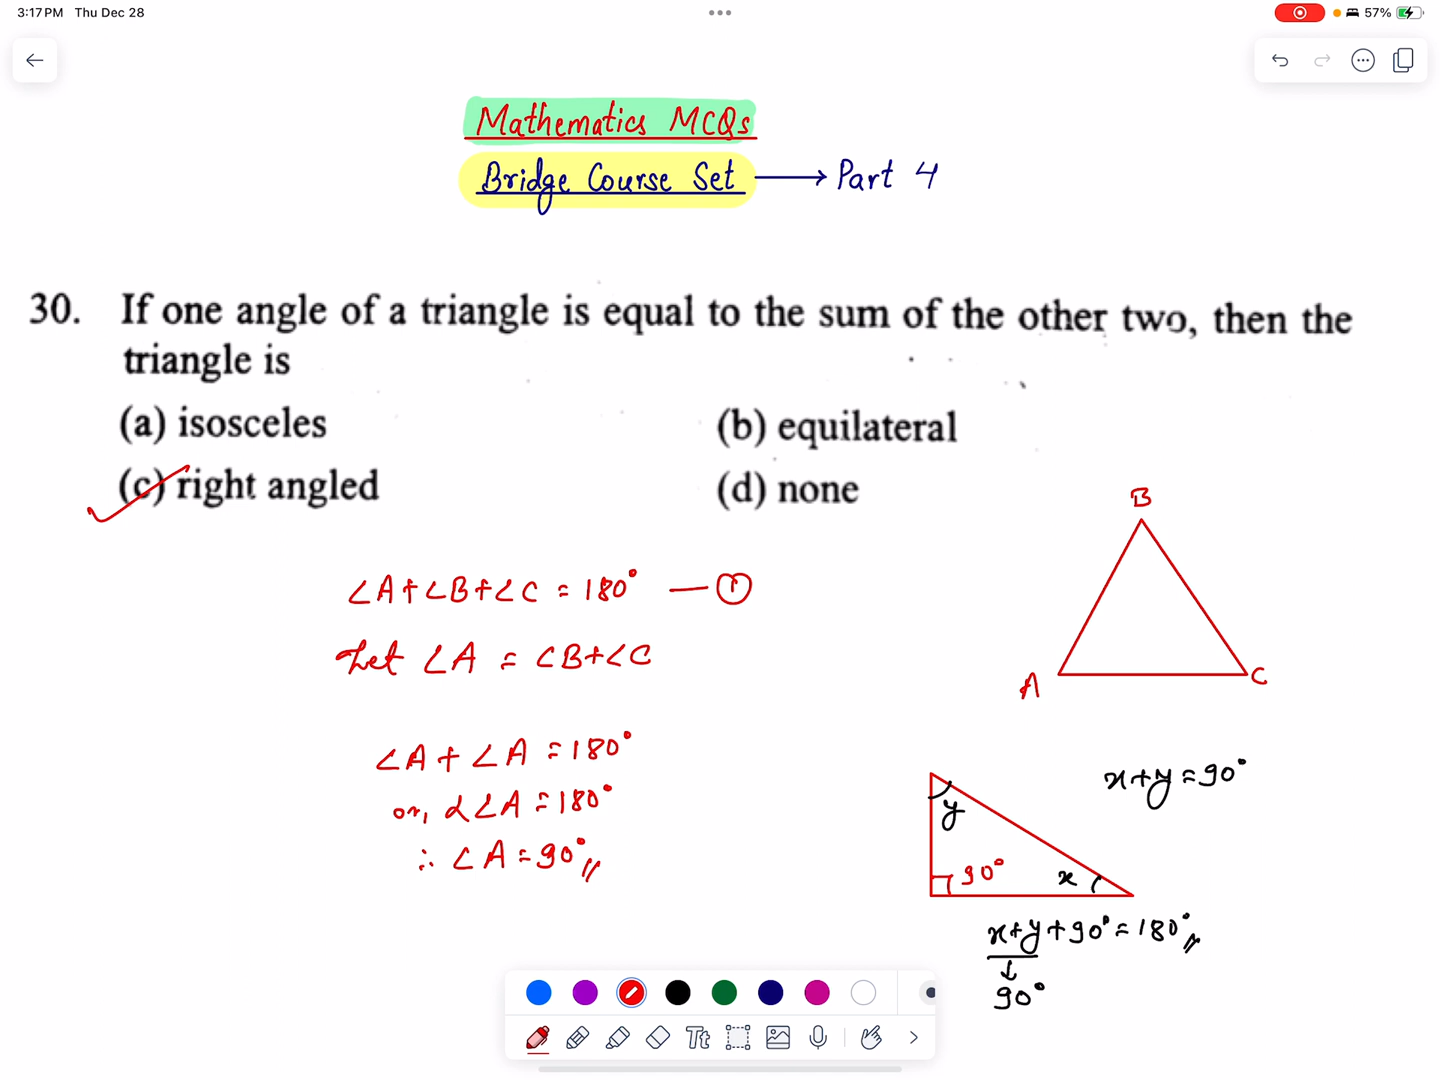 3:17 PM Thu Dec 28
57%
Mathematics MCQs
Bridge Course Set → Part 4
30. If one angle of a triangle is equal to the sum of the other two, then the
triangle is
(a) isosceles
(b) equilateral
(c) right angled
(d) none
∠A+∠B+∠C = 180° — ①
Let ∠A = ∠B+∠C
∠A + ∠A = 180°
or, 2∠A = 180°
∴ ∠A = 90°
B
A
C
x+y = 90°
y
90°
x
x+y+90° = 180°
↓
90°
Tt